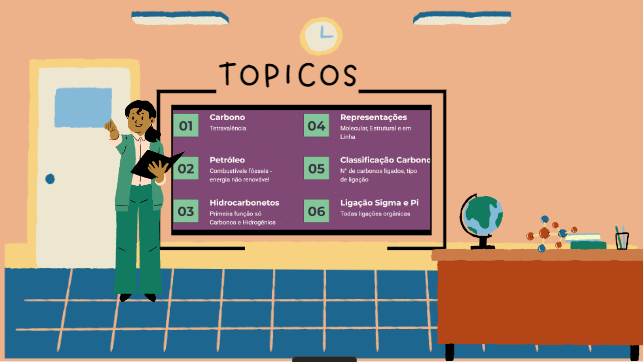 TOPICOS
01
Carbono
Tetravalência
02
Petróleo
Combustíveis fósseis -
energia não renovável
03
Hidrocarbonetos
Primeira função só
Carbonos e Hidrogênios
04
Representações
Molecular, Estrutural e em
Linha
05
Classificação Carbono
N° de carbonos ligados, tipo
de ligação
06
Ligação Sigma e Pi
Todas ligações orgânicas